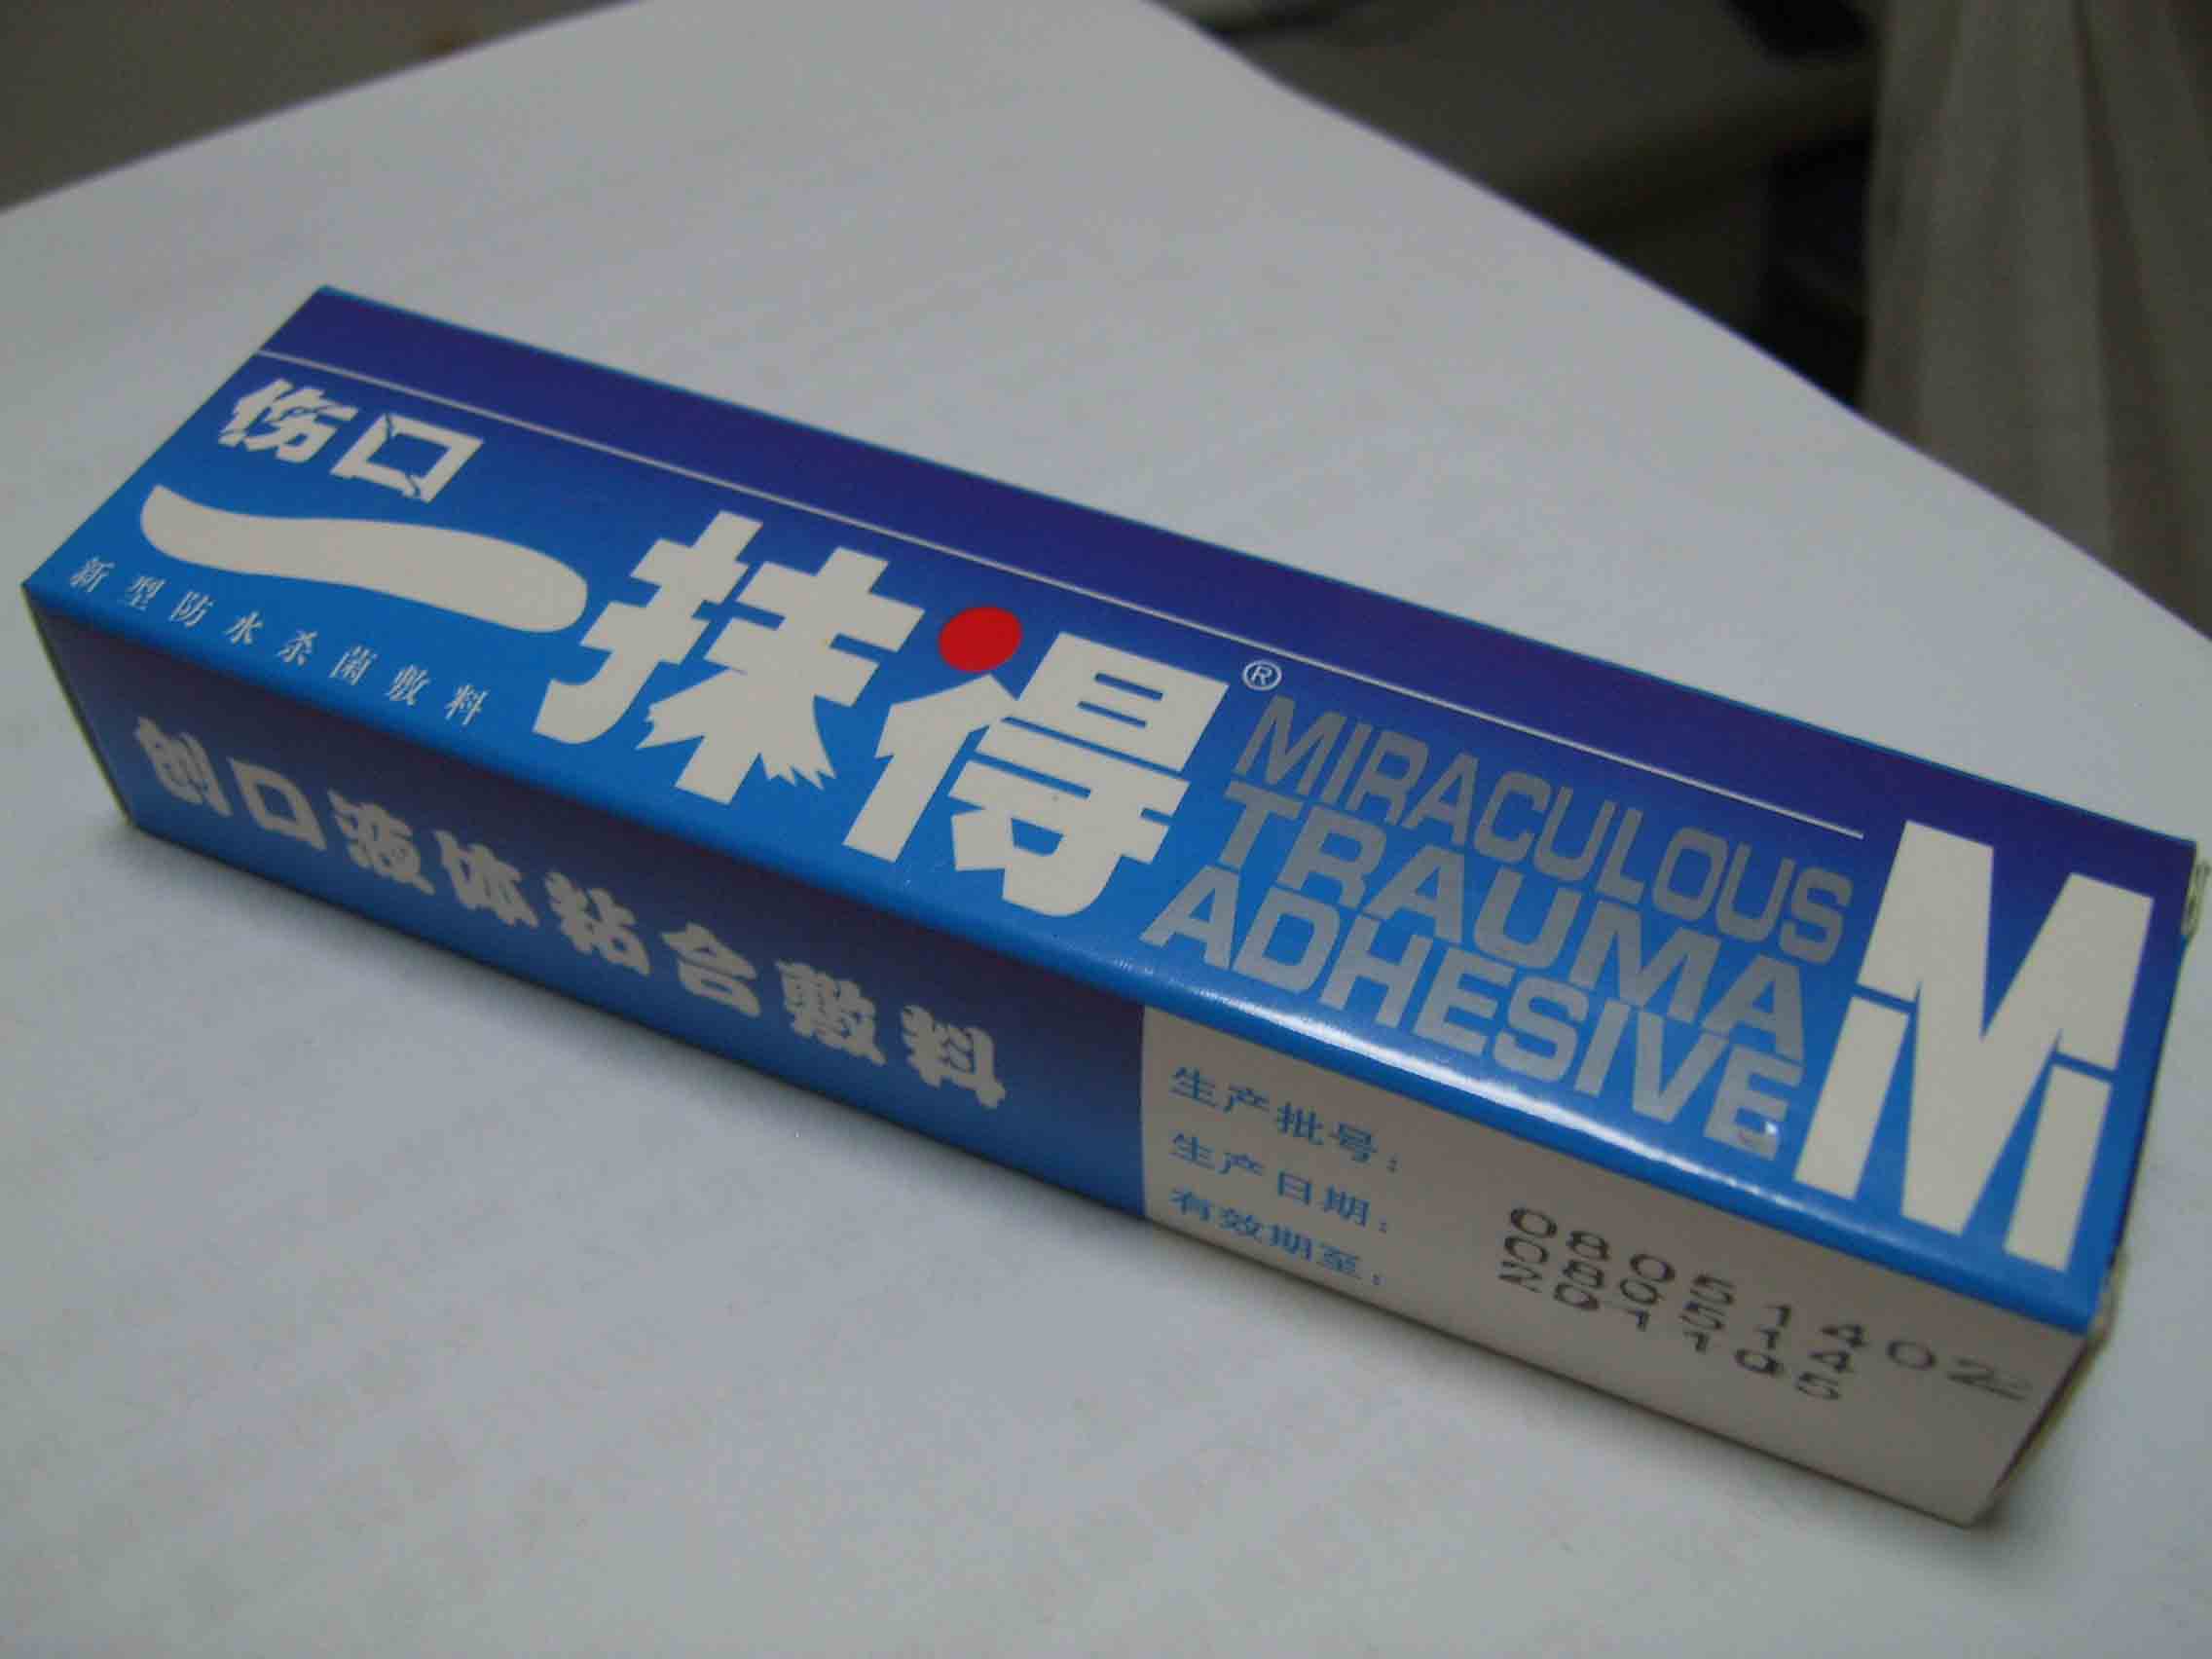 伤口
一抹得®
新型防水杀菌敷料
MIRACULOUS
TRAUMA
ADHESIVE
M
创口液体粘合敷料
生产批号: 08051402
生产日期: 080514
有效期至: 201105